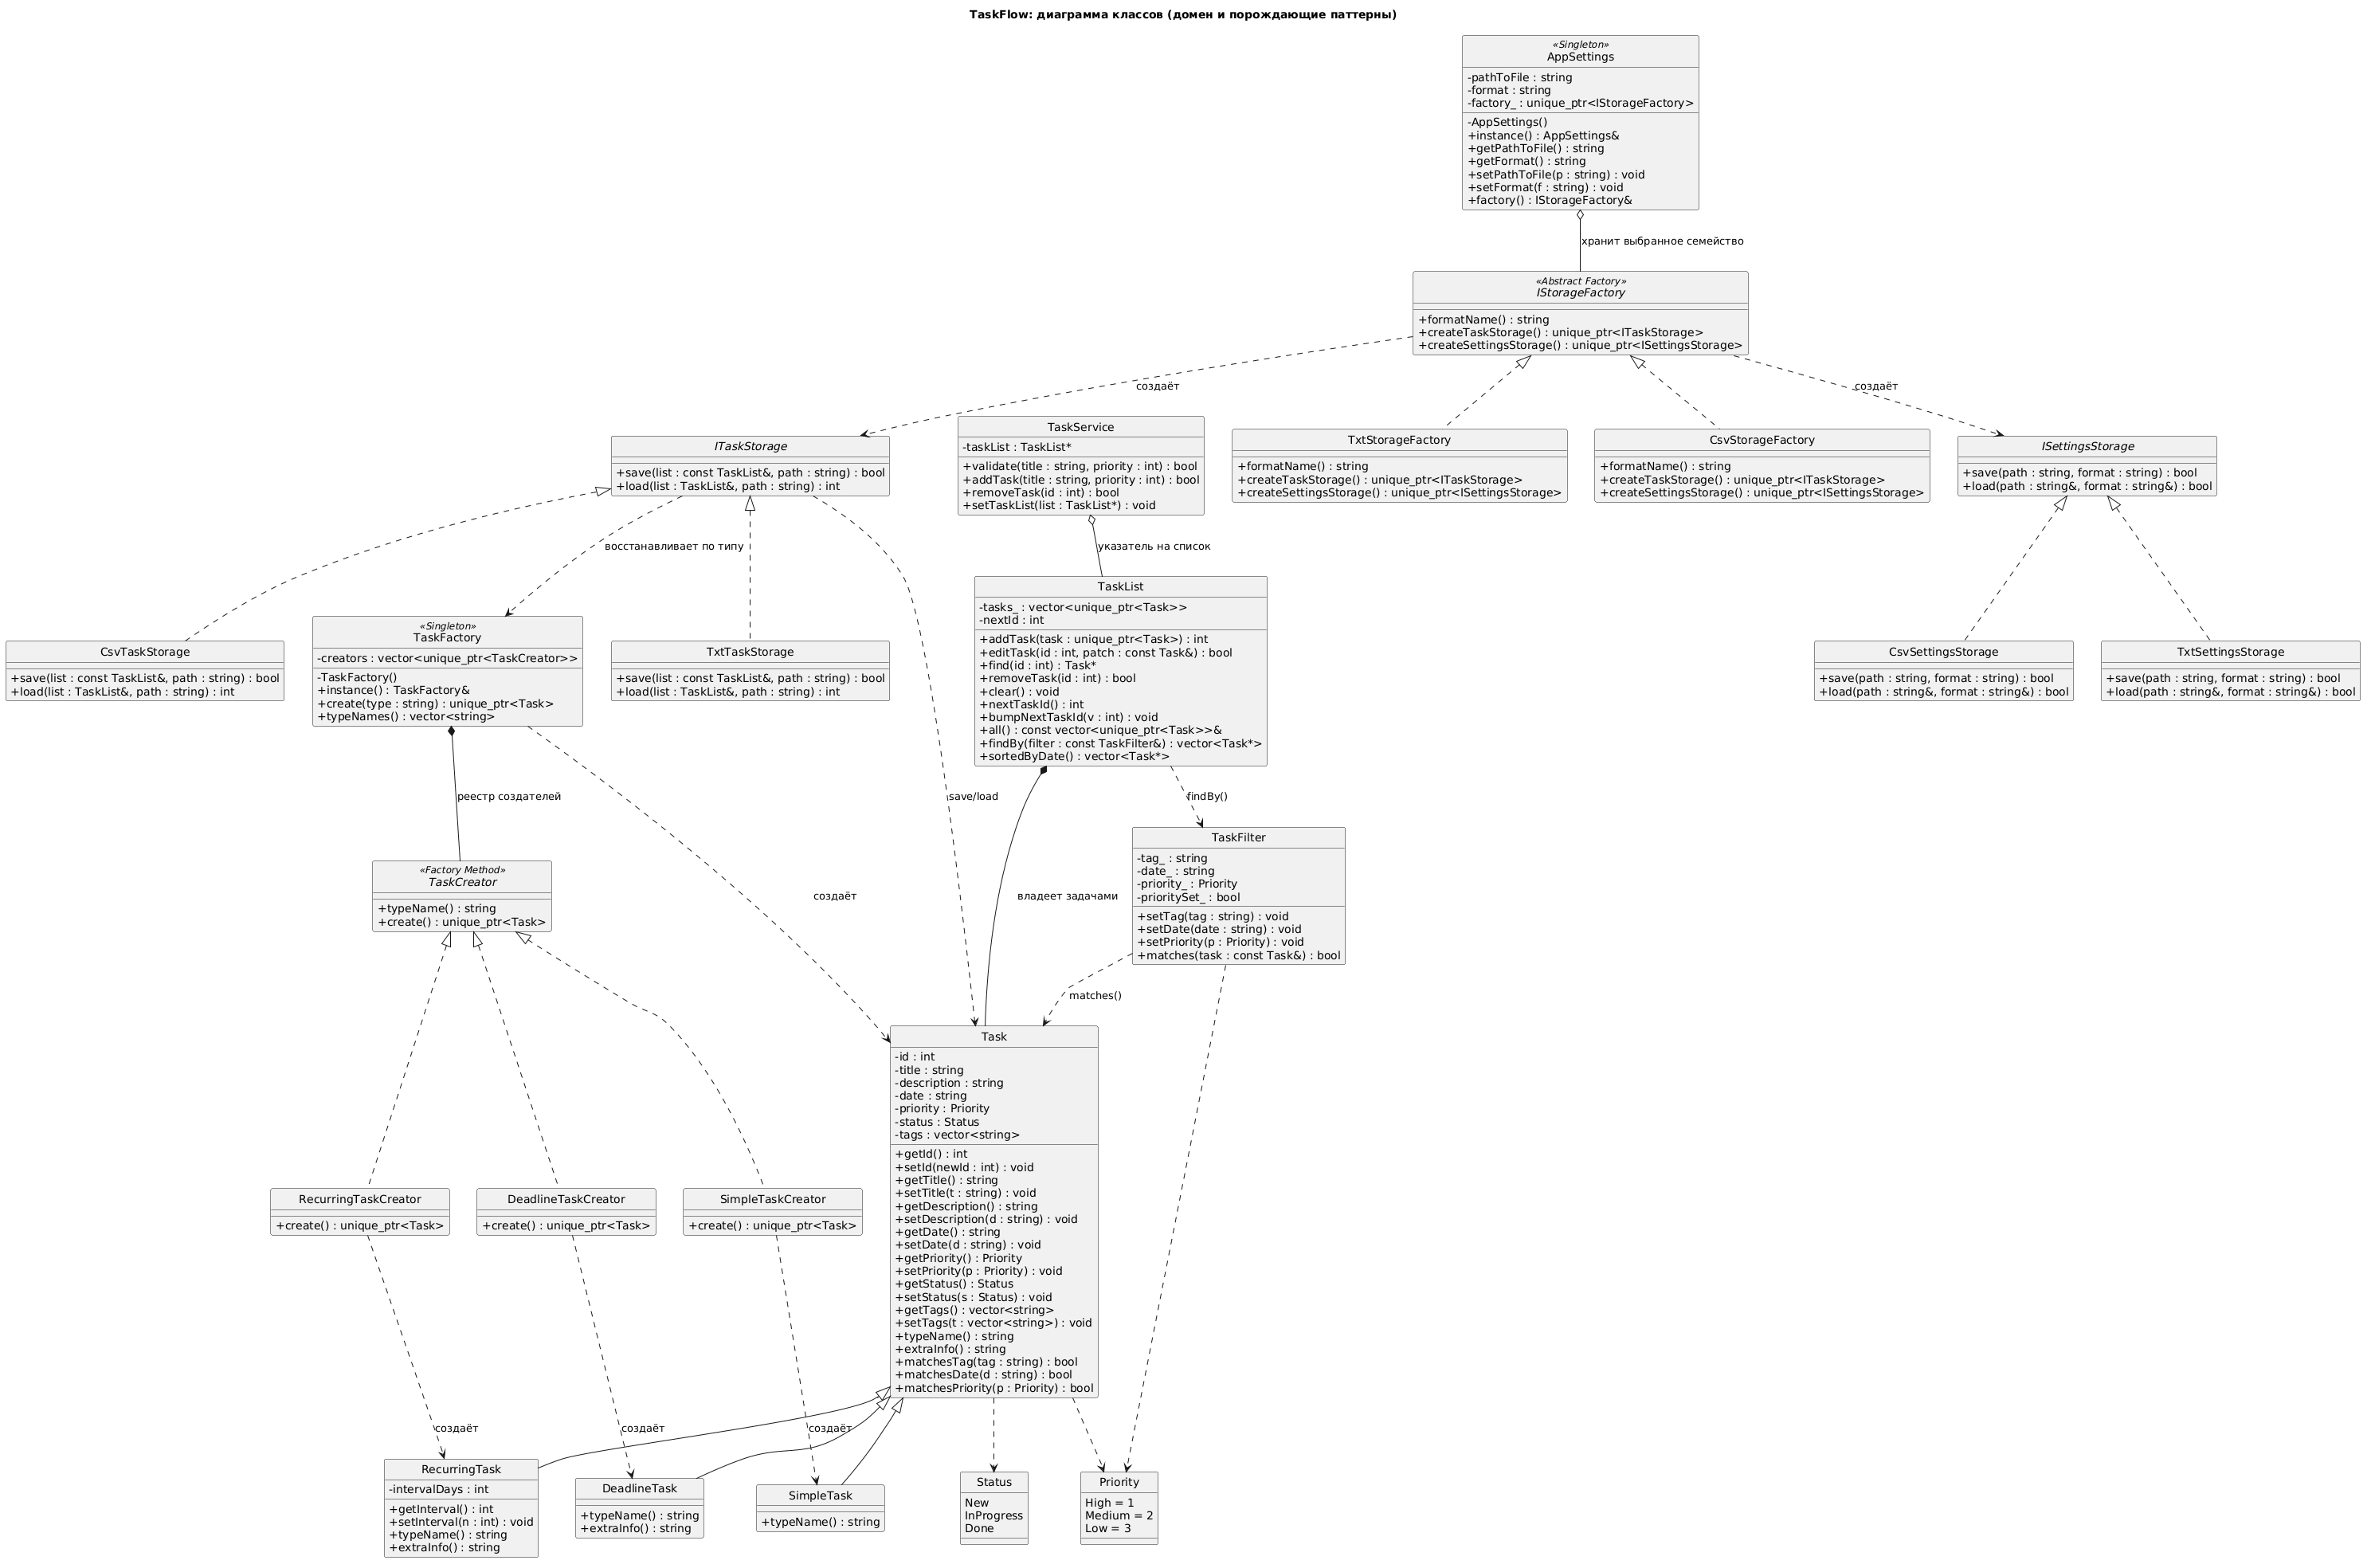 TaskFlow: диаграмма классов (домен и порождающие паттерны)
«Singleton»
AppSettings
-pathToFile : string
-format : string
-factory_ : unique_ptr<IStorageFactory>
-AppSettings()
+instance() : AppSettings&
+getPathToFile() : string
+getFormat() : string
+setPathToFile(p : string) : void
+setFormat(f : string) : void
+factory() : IStorageFactory&
хранит выбранное семейство
«Abstract Factory»
IStorageFactory
+formatName() : string
+createTaskStorage() : unique_ptr<ITaskStorage>
+createSettingsStorage() : unique_ptr<ISettingsStorage>
создаёт
создаёт
ITaskStorage
+save(list : const TaskList&, path : string) : bool
+load(list : TaskList&, path : string) : int
TaskService
-taskList : TaskList*
+validate(title : string, priority : int) : bool
+addTask(title : string, priority : int) : bool
+removeTask(id : int) : bool
+setTaskList(list : TaskList*) : void
TxtStorageFactory
+formatName() : string
+createTaskStorage() : unique_ptr<ITaskStorage>
+createSettingsStorage() : unique_ptr<ISettingsStorage>
CsvStorageFactory
+formatName() : string
+createTaskStorage() : unique_ptr<ITaskStorage>
+createSettingsStorage() : unique_ptr<ISettingsStorage>
ISettingsStorage
+save(path : string, format : string) : bool
+load(path : string&, format : string&) : bool
восстанавливает по типу
указатель на список
CsvTaskStorage
+save(list : const TaskList&, path : string) : bool
+load(list : TaskList&, path : string) : int
«Singleton»
TaskFactory
-creators : vector<unique_ptr<TaskCreator>>
-TaskFactory()
+instance() : TaskFactory&
+create(type : string) : unique_ptr<Task>
+typeNames() : vector<string>
TxtTaskStorage
+save(list : const TaskList&, path : string) : bool
+load(list : TaskList&, path : string) : int
TaskList
-tasks_ : vector<unique_ptr<Task>>
-nextId : int
+addTask(task : unique_ptr<Task>) : int
+editTask(id : int, patch : const Task&) : bool
+find(id : int) : Task*
+removeTask(id : int) : bool
+clear() : void
+nextTaskId() : int
+bumpNextTaskId(v : int) : void
+all() : const vector<unique_ptr<Task>>&
+findBy(filter : const TaskFilter&) : vector<Task*>
+sortedByDate() : vector<Task*>
CsvSettingsStorage
+save(path : string, format : string) : bool
+load(path : string&, format : string&) : bool
TxtSettingsStorage
+save(path : string, format : string) : bool
+load(path : string&, format : string&) : bool
реестр создателей
save/load
findBy()
«Factory Method»
TaskCreator
+typeName() : string
+create() : unique_ptr<Task>
создаёт
владеет задачами
TaskFilter
-tag_ : string
-date_ : string
-priority_ : Priority
-prioritySet_ : bool
+setTag(tag : string) : void
+setDate(date : string) : void
+setPriority(p : Priority) : void
+matches(task : const Task&) : bool
matches()
Task
-id : int
-title : string
-description : string
-date : string
-priority : Priority
-status : Status
-tags : vector<string>
+getId() : int
+setId(newId : int) : void
+getTitle() : string
+setTitle(t : string) : void
+getDescription() : string
+setDescription(d : string) : void
+getDate() : string
+setDate(d : string) : void
+getPriority() : Priority
+setPriority(p : Priority) : void
+getStatus() : Status
+setStatus(s : Status) : void
+getTags() : vector<string>
+setTags(t : vector<string>) : void
+typeName() : string
+extraInfo() : string
+matchesTag(tag : string) : bool
+matchesDate(d : string) : bool
+matchesPriority(p : Priority) : bool
RecurringTaskCreator
+create() : unique_ptr<Task>
DeadlineTaskCreator
+create() : unique_ptr<Task>
SimpleTaskCreator
+create() : unique_ptr<Task>
создаёт
создаёт
создаёт
RecurringTask
-intervalDays : int
+getInterval() : int
+setInterval(n : int) : void
+typeName() : string
+extraInfo() : string
DeadlineTask
+typeName() : string
+extraInfo() : string
SimpleTask
+typeName() : string
Status
New
InProgress
Done
Priority
High = 1
Medium = 2
Low = 3